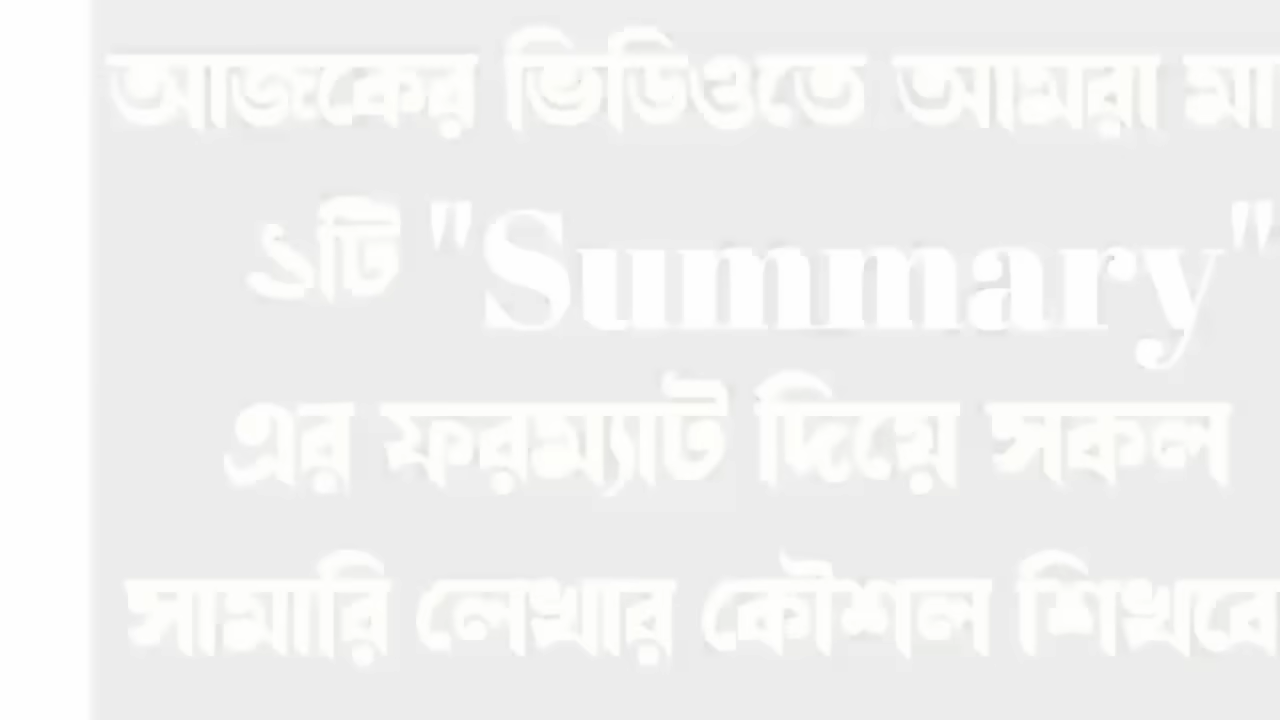 আজকের ভিডিওতে আমরা মা
১টি "Summary"
এর ফরম্যাট দিয়ে সকল
সামারি লেখার কৌশল শিখবো